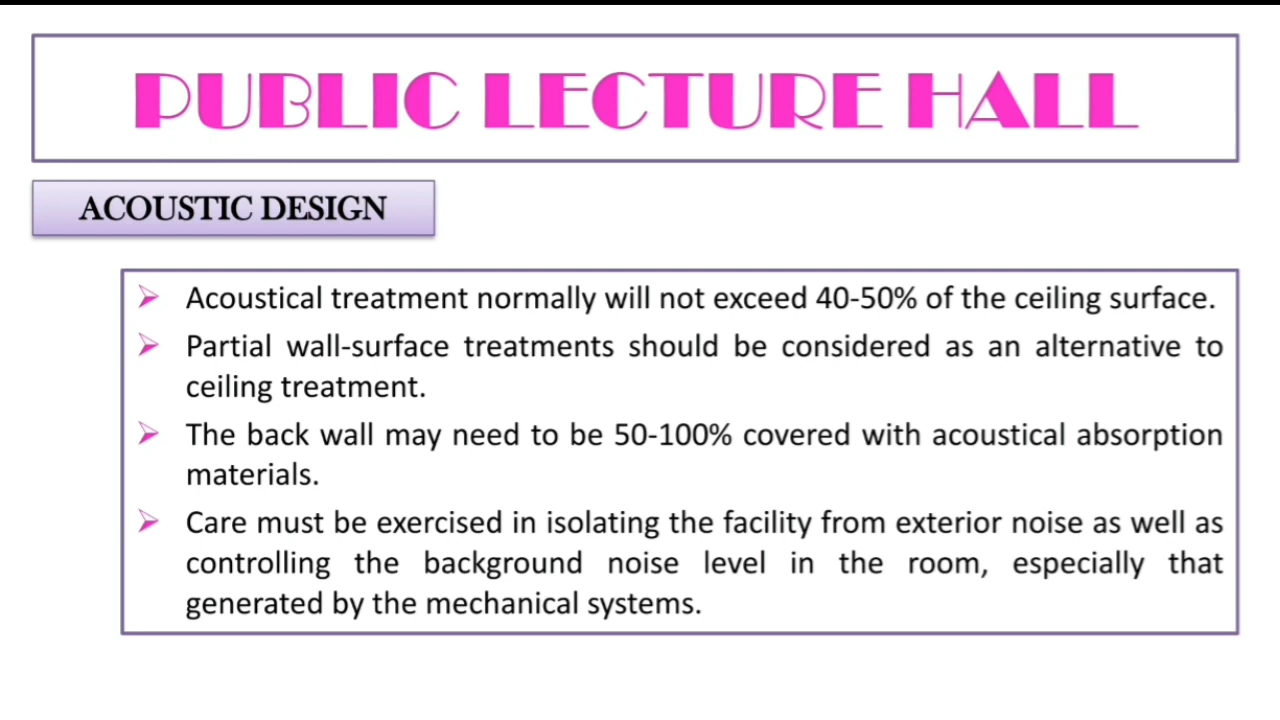 PUBLIC LECTURE HALL
ACOUSTIC DESIGN
Acoustical treatment normally will not exceed 40-50% of the ceiling surface.
Partial wall-surface treatments should be considered as an alternative to
ceiling treatment.
The back wall may need to be 50-100% covered with acoustical absorption
materials.
Care must be exercised in isolating the facility from exterior noise as well as
controlling the background noise level in the room, especially that
generated by the mechanical systems.